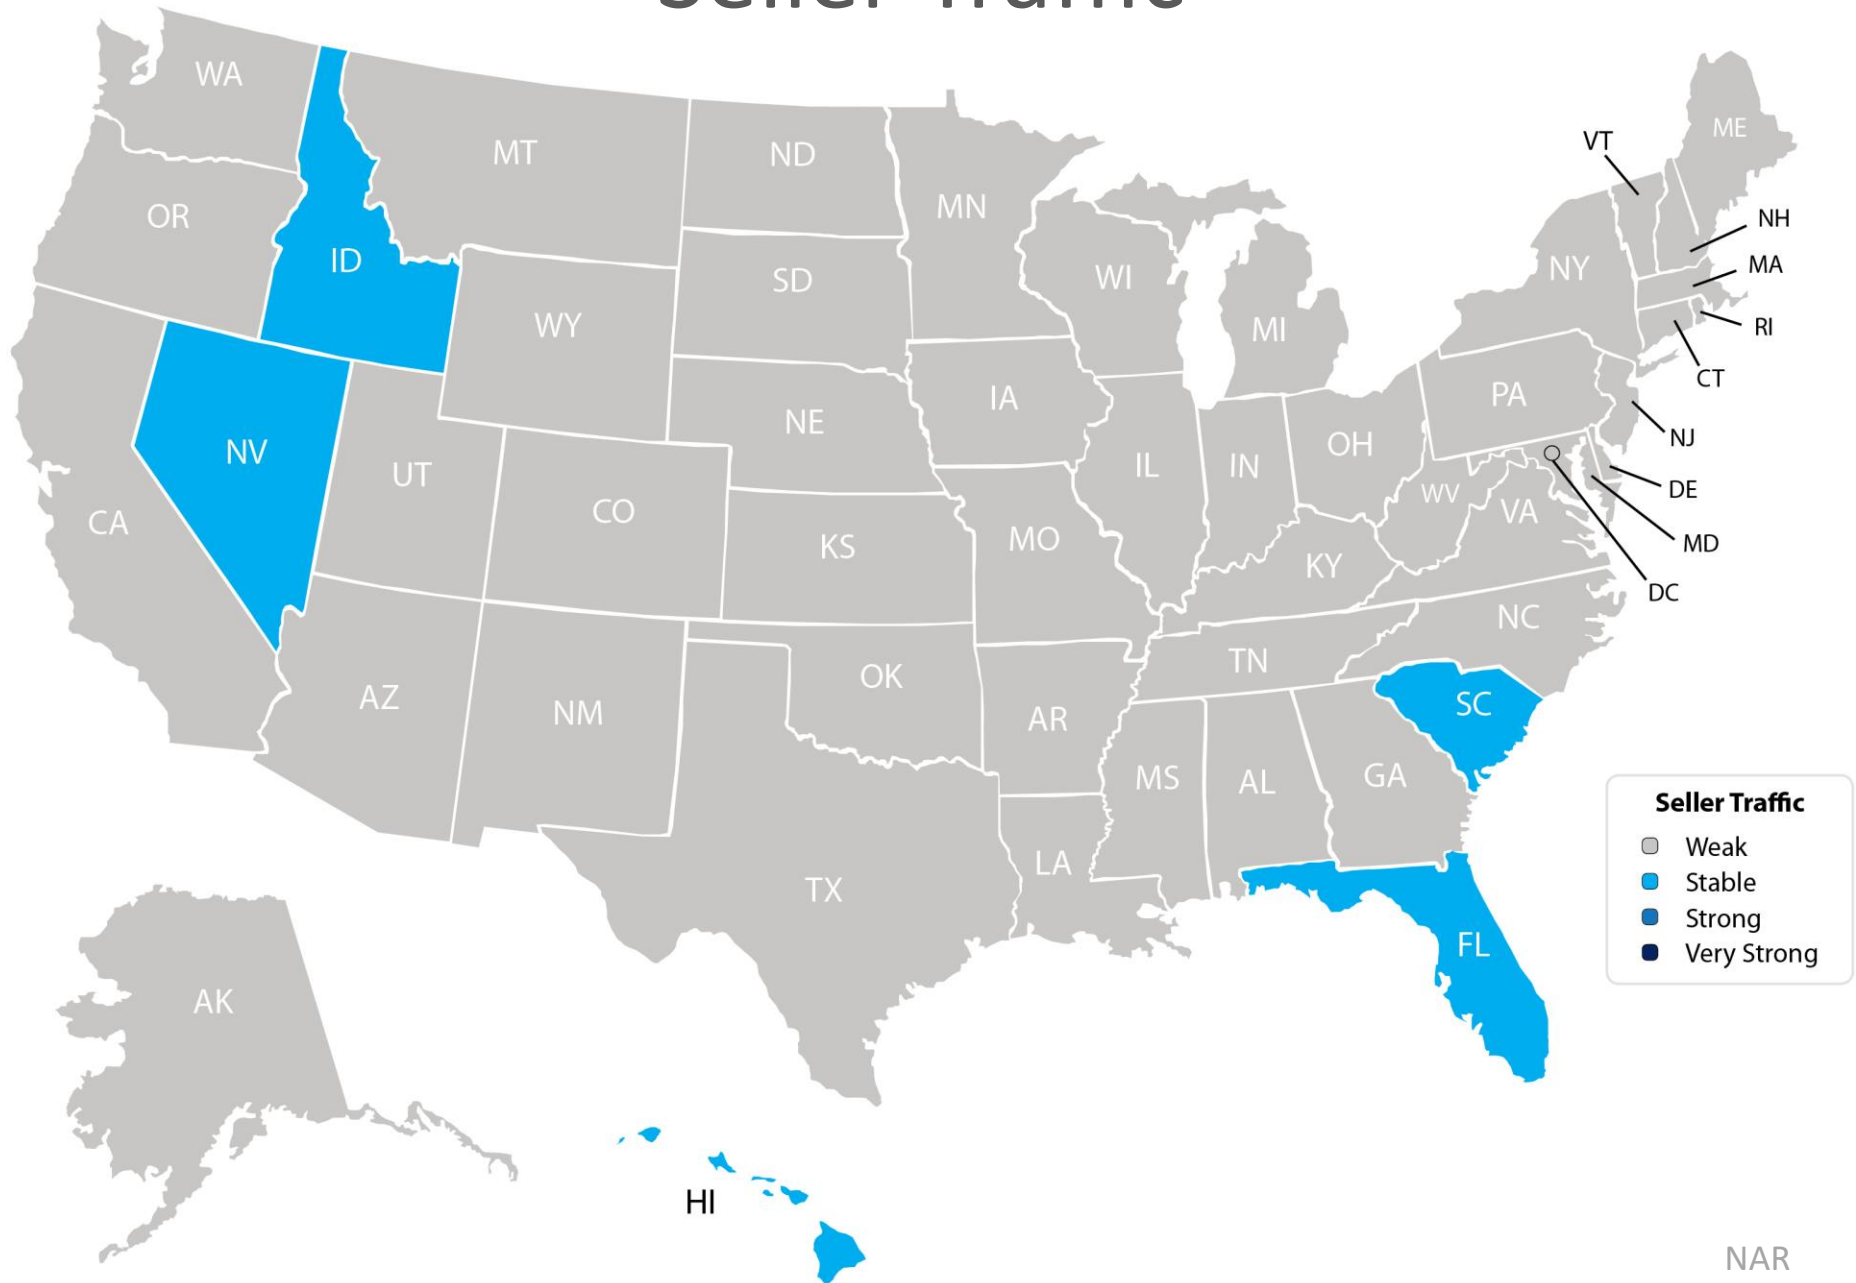 Seller Traffic
WA
MT
ND
MN
ME
VT
OR
ID
SD
WI
MI
NY
NH
MA
RI
CT
WY
IA
NE
PA
NJ
NV
UT
CO
IL
IN
OH
WV
VA
DE
MD
DC
CA
KS
MO
KY
NC
TN
OK
AZ
NM
AR
SC
MS
AL
GA
LA
TX
FL
AK
HI
Seller Traffic
Weak
Stable
Strong
Very Strong
NAR